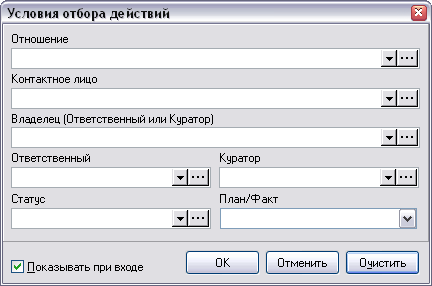 Условия отбора действий
Отношение
Контактное лицо
Владелец (Ответственный или Куратор)
Ответственный Куратор
Статус План/Факт
Показывать при входе OK Отменить Очистить